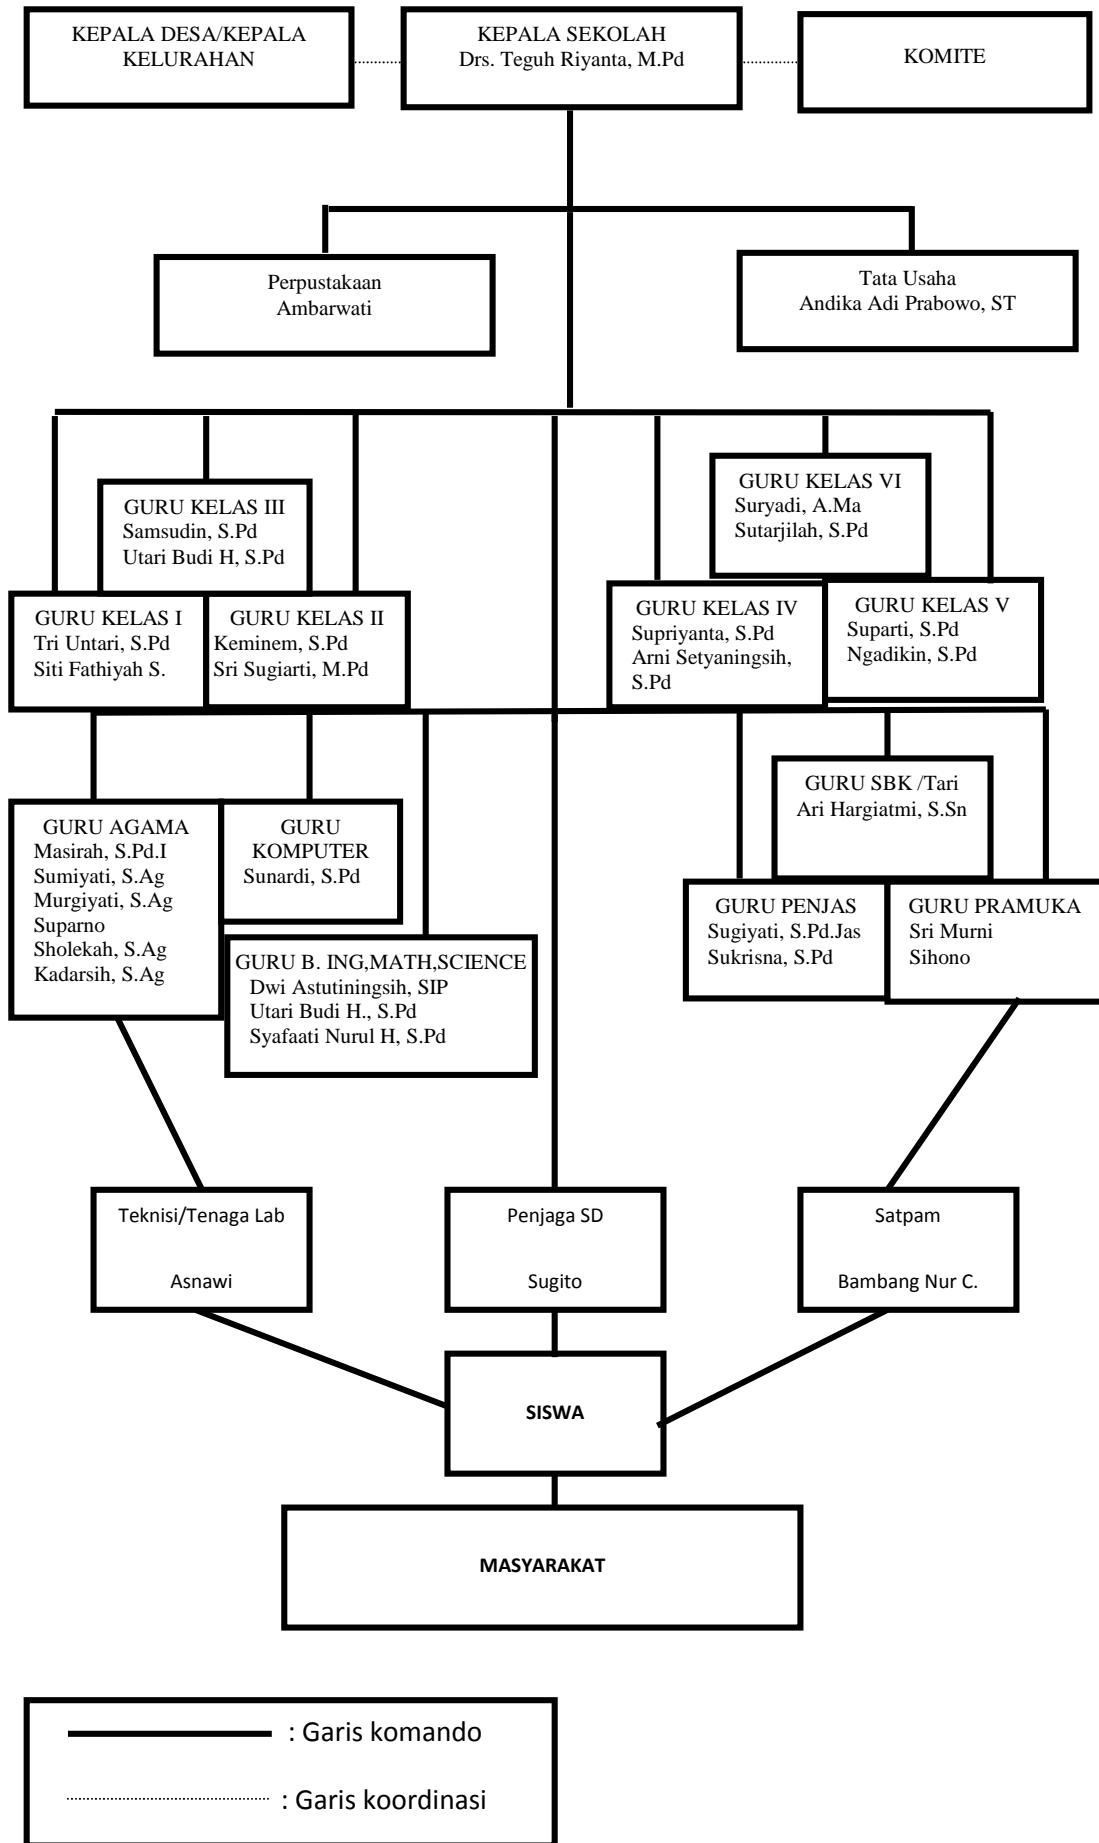 KEPALA DESA/KEPALA
KELURAHAN
KEPALA SEKOLAH
Drs. Teguh Riyanta, M.Pd
KOMITE
Perpustakaan
Ambarwati
Tata Usaha
Andika Adi Prabowo, ST
GURU KELAS III
Samsudin, S.Pd
Utari Budi H, S.Pd
GURU KELAS VI
Suryadi, A.Ma
Sutarjilah, S.Pd
GURU KELAS I
Tri Untari, S.Pd
Siti Fathiyah S.
GURU KELAS II
Keminem, S.Pd
Sri Sugiarti, M.Pd
GURU KELAS IV
Supriyanta, S.Pd
Arni Setyaningsih,
S.Pd
GURU KELAS V
Suparti, S.Pd
Ngadikin, S.Pd
GURU SBK /Tari
Ari Hargiatmi, S.Sn
GURU AGAMA
Masirah, S.Pd.I
Sumiyati, S.Ag
Murgiyati, S.Ag
Suparno
Sholekah, S.Ag
Kadarsih, S.Ag
GURU
KOMPUTER
Sunardi, S.Pd
GURU B. ING,MATH,SCIENCE
Dwi Astutiningsih, SIP
Utari Budi H., S.Pd
Syafaati Nurul H, S.Pd
GURU PENJAS
Sugiyati, S.Pd.Jas
Sukrisna, S.Pd
GURU PRAMUKA
Sri Murni
Sihono
Teknisi/Tenaga Lab
Asnawi
Penjaga SD
Sugito
Satpam
Bambang Nur C.
SISWA
MASYARAKAT
: Garis komando
: Garis koordinasi